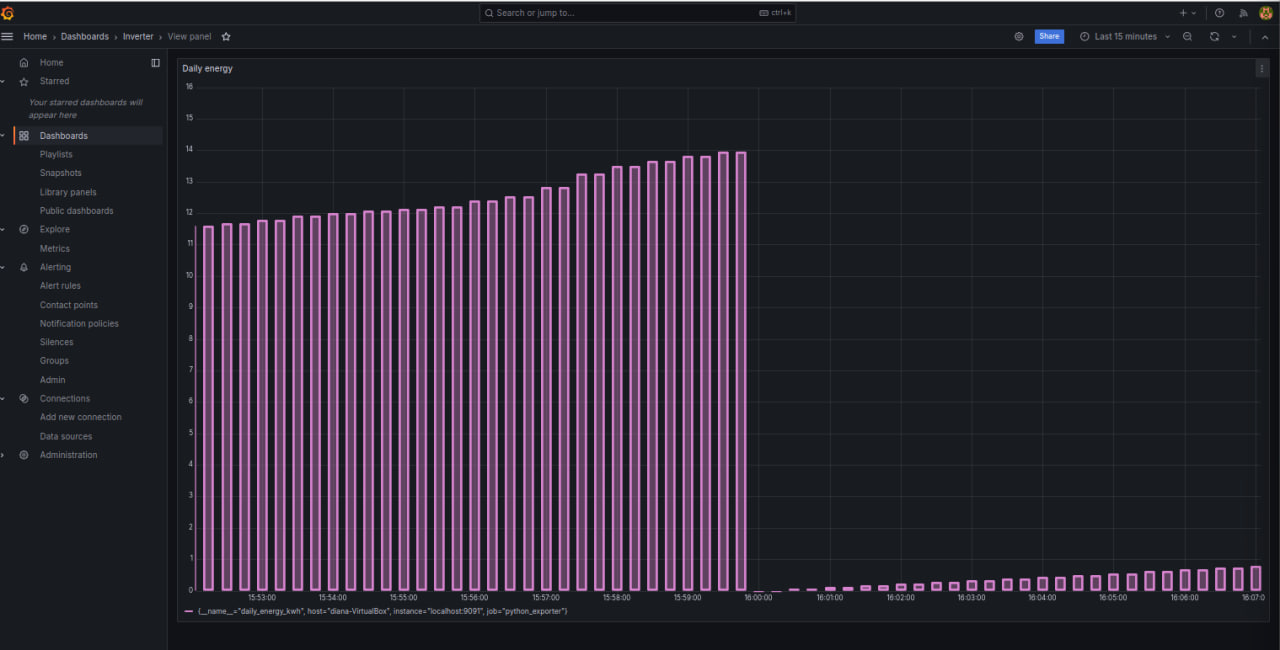 Search or jump to... ctrl+k
Home › Dashboards › Inverter › View panel
Share Last 15 minutes
Home
Starred
Your starred dashboards will
appear here
Dashboards
Playlists
Snapshots
Library panels
Public dashboards
Explore
Metrics
Alerting
Alert rules
Contact points
Notification policies
Silences
Groups
Admin
Connections
Add new connection
Data sources
Administration
Daily energy
16
15
14
13
12
11
10
9
8
7
6
5
4
3
2
1
0
15:53:00 15:54:00 15:55:00 15:56:00 15:57:00 15:58:00 15:59:00 16:00:00 16:01:00 16:02:00 16:03:00 16:04:00 16:05:00 16:06:00 16:07:0
{__name__="daily_energy_kwh", host="diana-VirtualBox", instance="localhost:9091", job="python_exporter"}